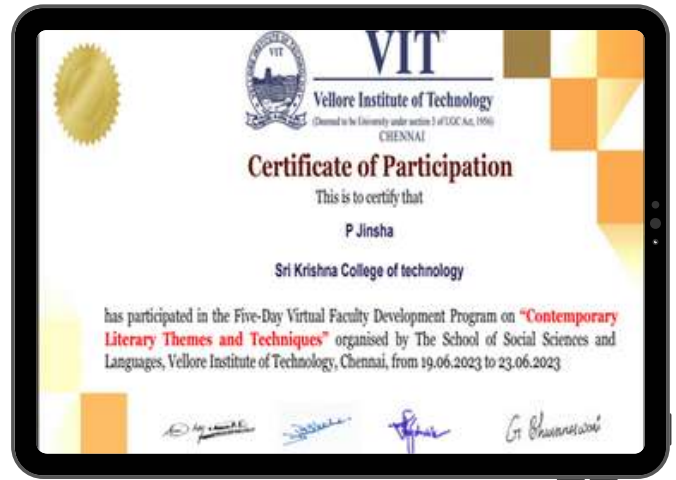 VIT
VIT
Vellore Institute of Technology
(Deemed to be University under section 3 of UGC Act, 1956)
CHENNAI
Certificate of Participation
This is to certify that
P Jinsha
Sri Krishna College of technology
has participated in the Five-Day Virtual Faculty Development Program on “Contemporary
Literary Themes and Techniques” organised by The School of Social Sciences and
Languages, Vellore Institute of Technology, Chennai, from 19.06.2023 to 23.06.2023
G Bhuvaneswari